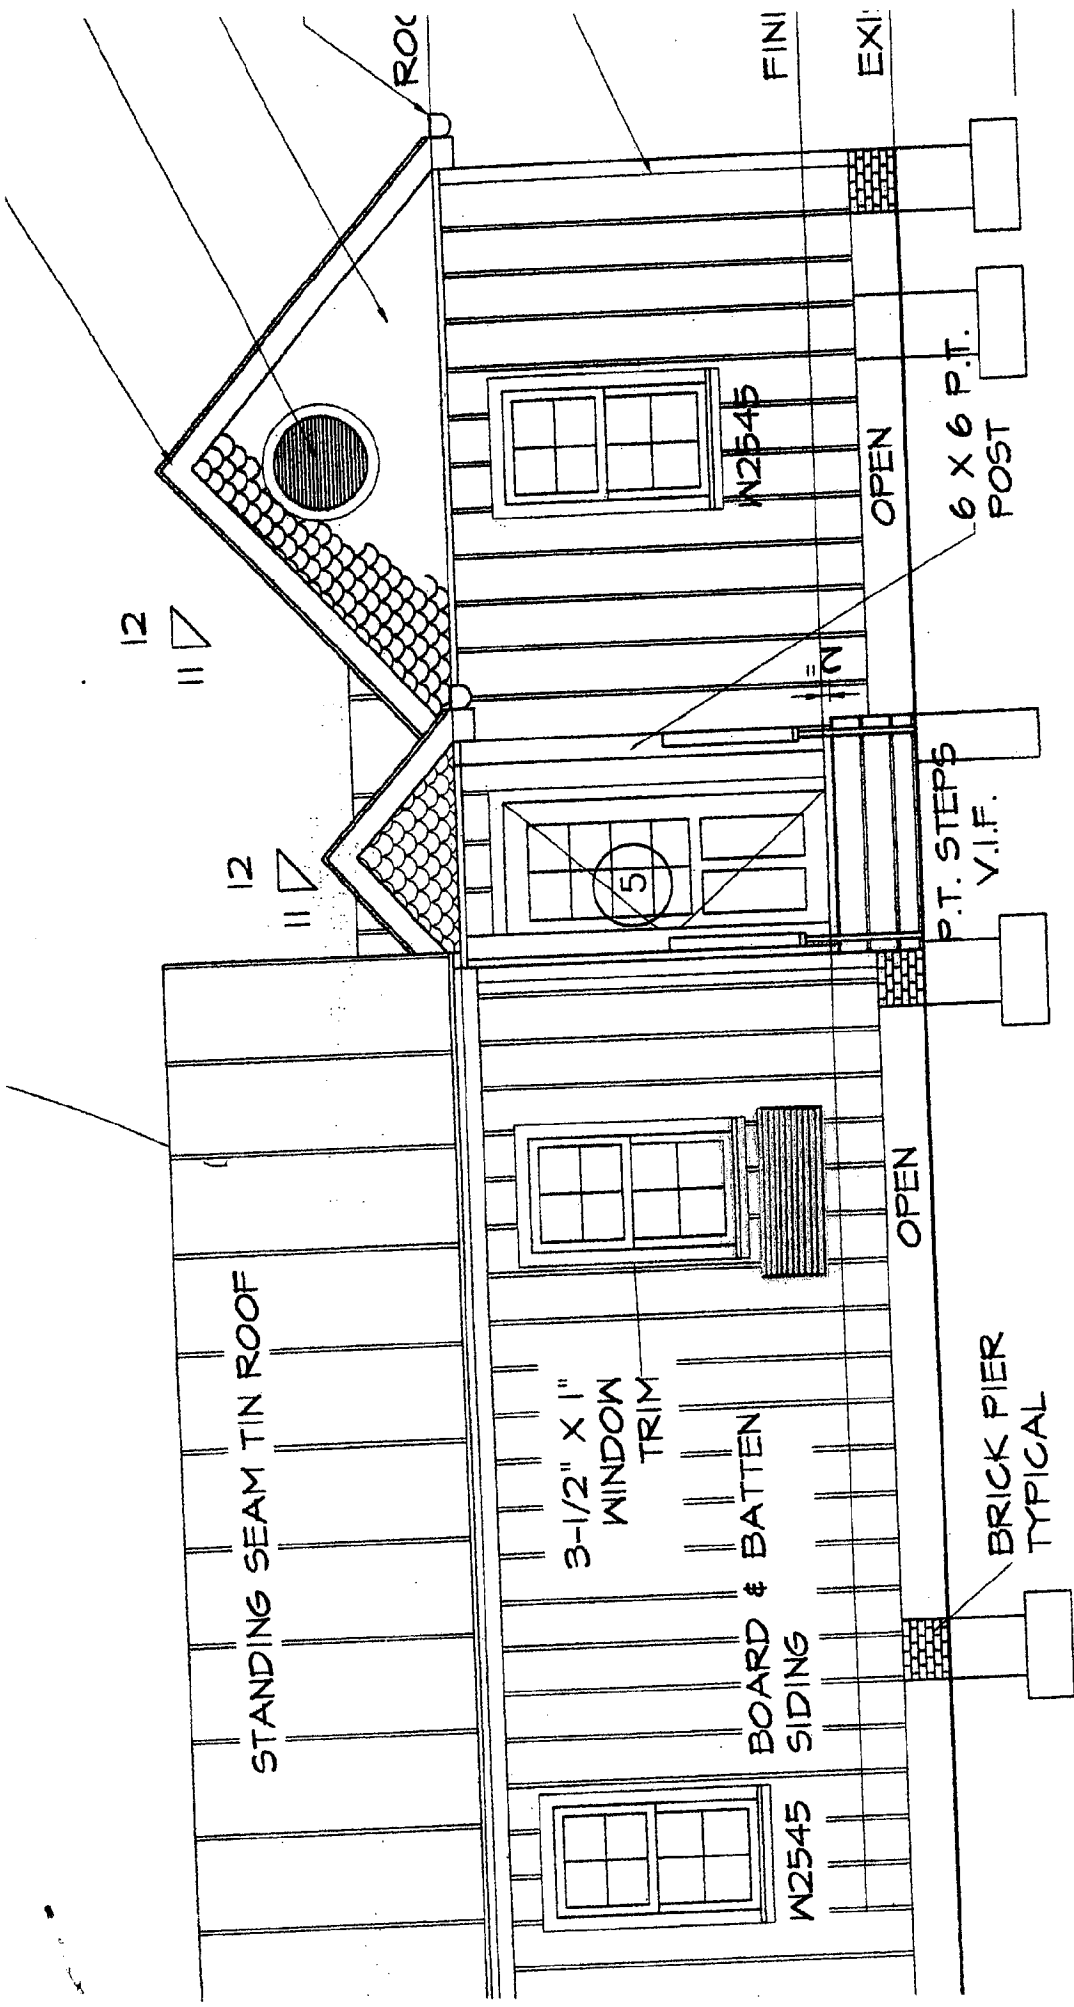 12
11
12
11
STANDING SEAM TIN ROOF
3-1/2" X 1"
WINDOW
TRIM
BOARD & BATTEN
SIDING
W2545
W2545
5
2"
OPEN
OPEN
6 X 6 P.T.
POST
P.T. STEPS
V.I.F.
BRICK PIER
TYPICAL
ROO
FINI
EXI